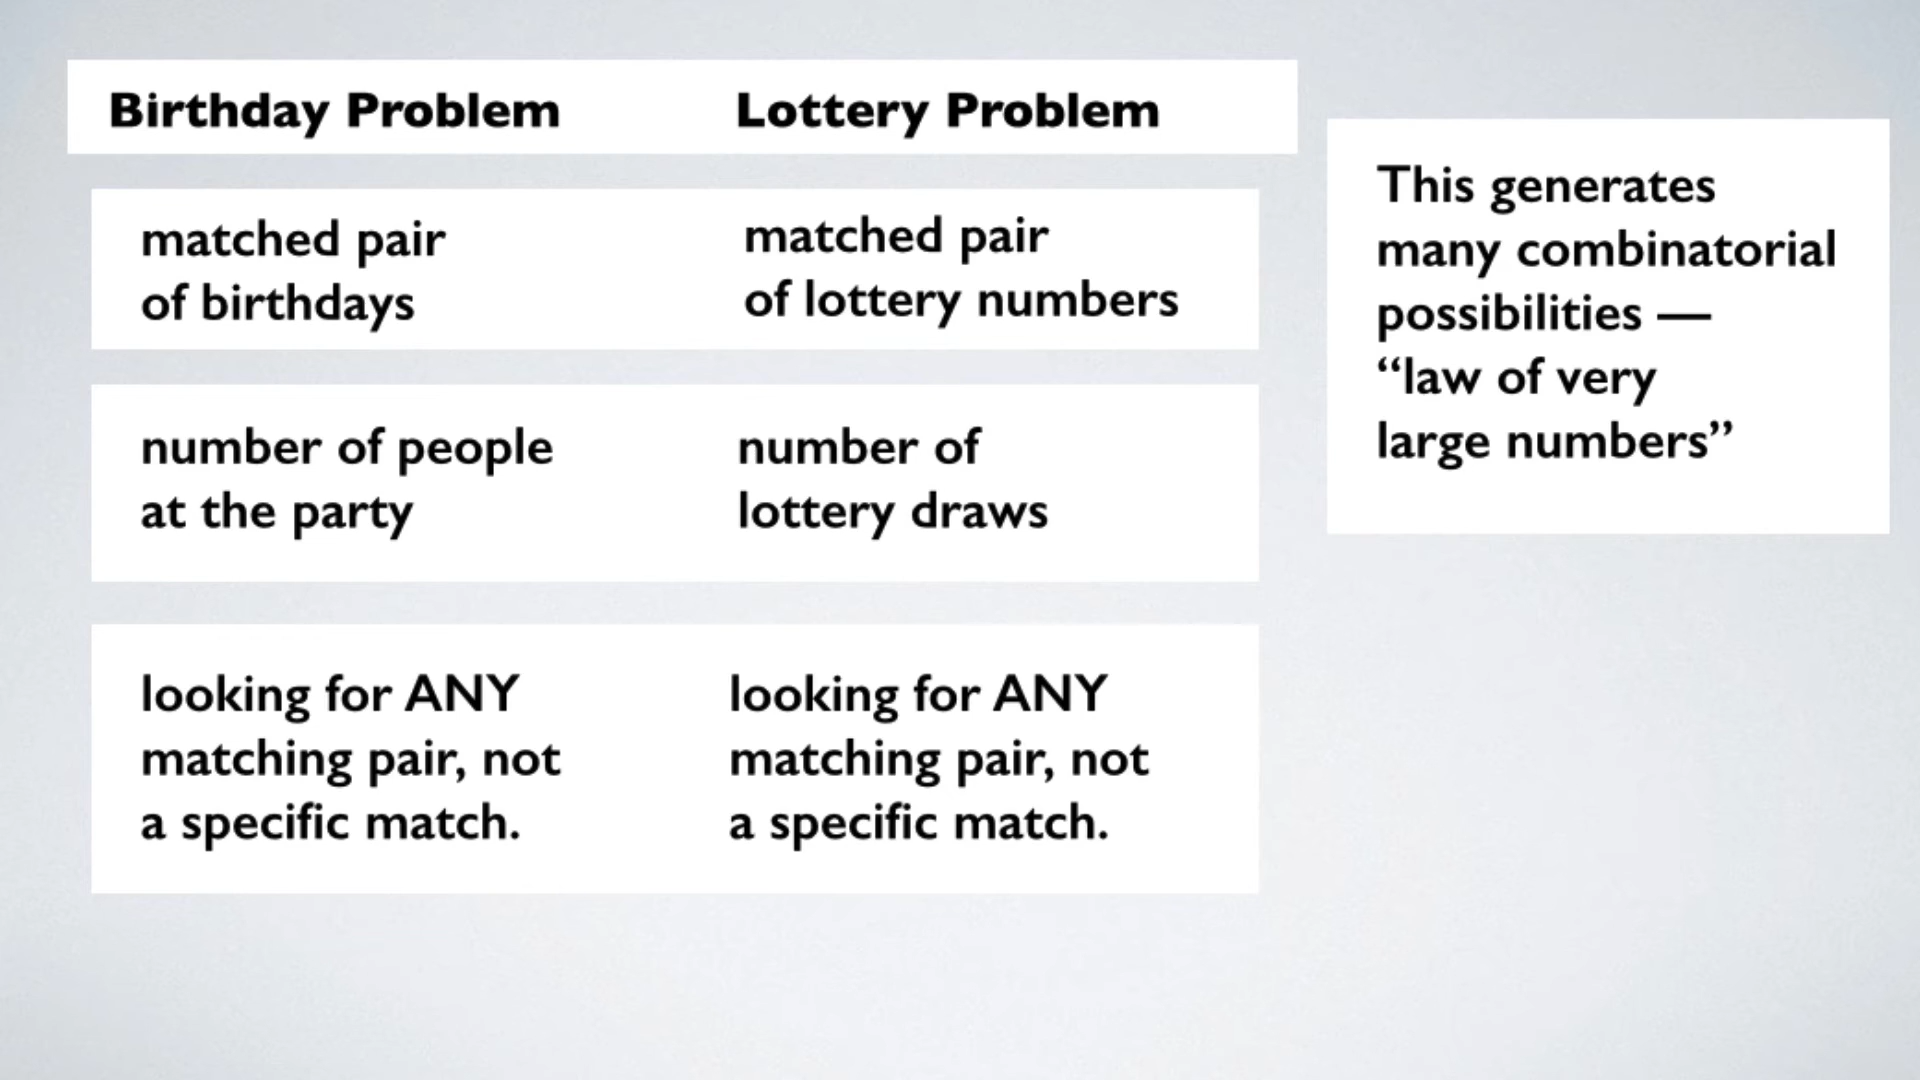 Birthday Problem
Lottery Problem
matched pair
of birthdays
matched pair
of lottery numbers
number of people
at the party
number of
lottery draws
looking for ANY
matching pair, not
a specific match.
looking for ANY
matching pair, not
a specific match.
This generates
many combinatorial
possibilities —
“law of very
large numbers”